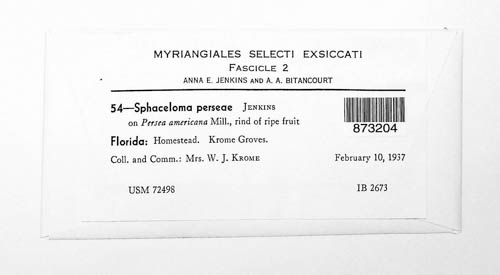 MYRIANGIALES SELECTI EXSICCATI
FASCICLE 2
ANNA E. JENKINS AND A. A. BITANCOURT
54—Sphaceloma perseae JENKINS
on Persea americana Mill., rind of ripe fruit
873204
Florida: Homestead. Krome Groves.
Coll. and Comm.: Mrs. W. J. KROME February 10, 1937
USM 72498 IB 2673